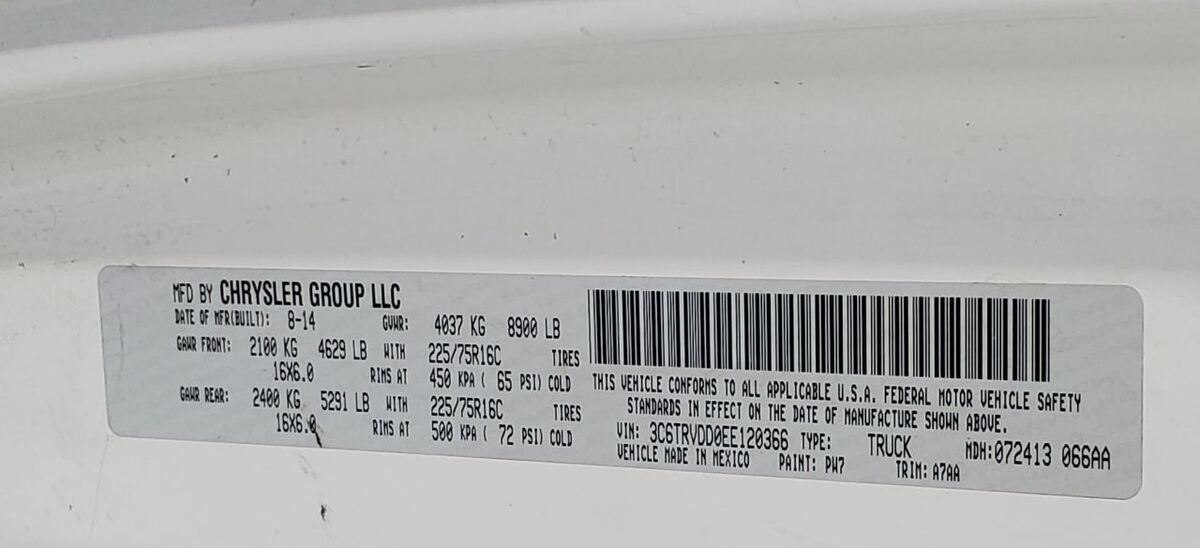 MFD BY CHRYSLER GROUP LLC
DATE OF MFR(BUILT): 8-14 GVWR: 4037 KG 8900 LB
GAWR FRONT: 2100 KG 4629 LB WITH 225/75R16C TIRES
16X6.0 RIMS AT 450 KPA ( 65 PSI) COLD
GAWR REAR: 2400 KG 5291 LB WITH 225/75R16C TIRES
16X6.0 RIMS AT 500 KPA ( 72 PSI) COLD
THIS VEHICLE CONFORMS TO ALL APPLICABLE U.S.A. FEDERAL MOTOR VEHICLE SAFETY
STANDARDS IN EFFECT ON THE DATE OF MANUFACTURE SHOWN ABOVE.
VIN: 3C6TRVDD0EE120366 TYPE: TRUCK MDH:072413 066AA
VEHICLE MADE IN MEXICO PAINT: PW7 TRIM: A7AA